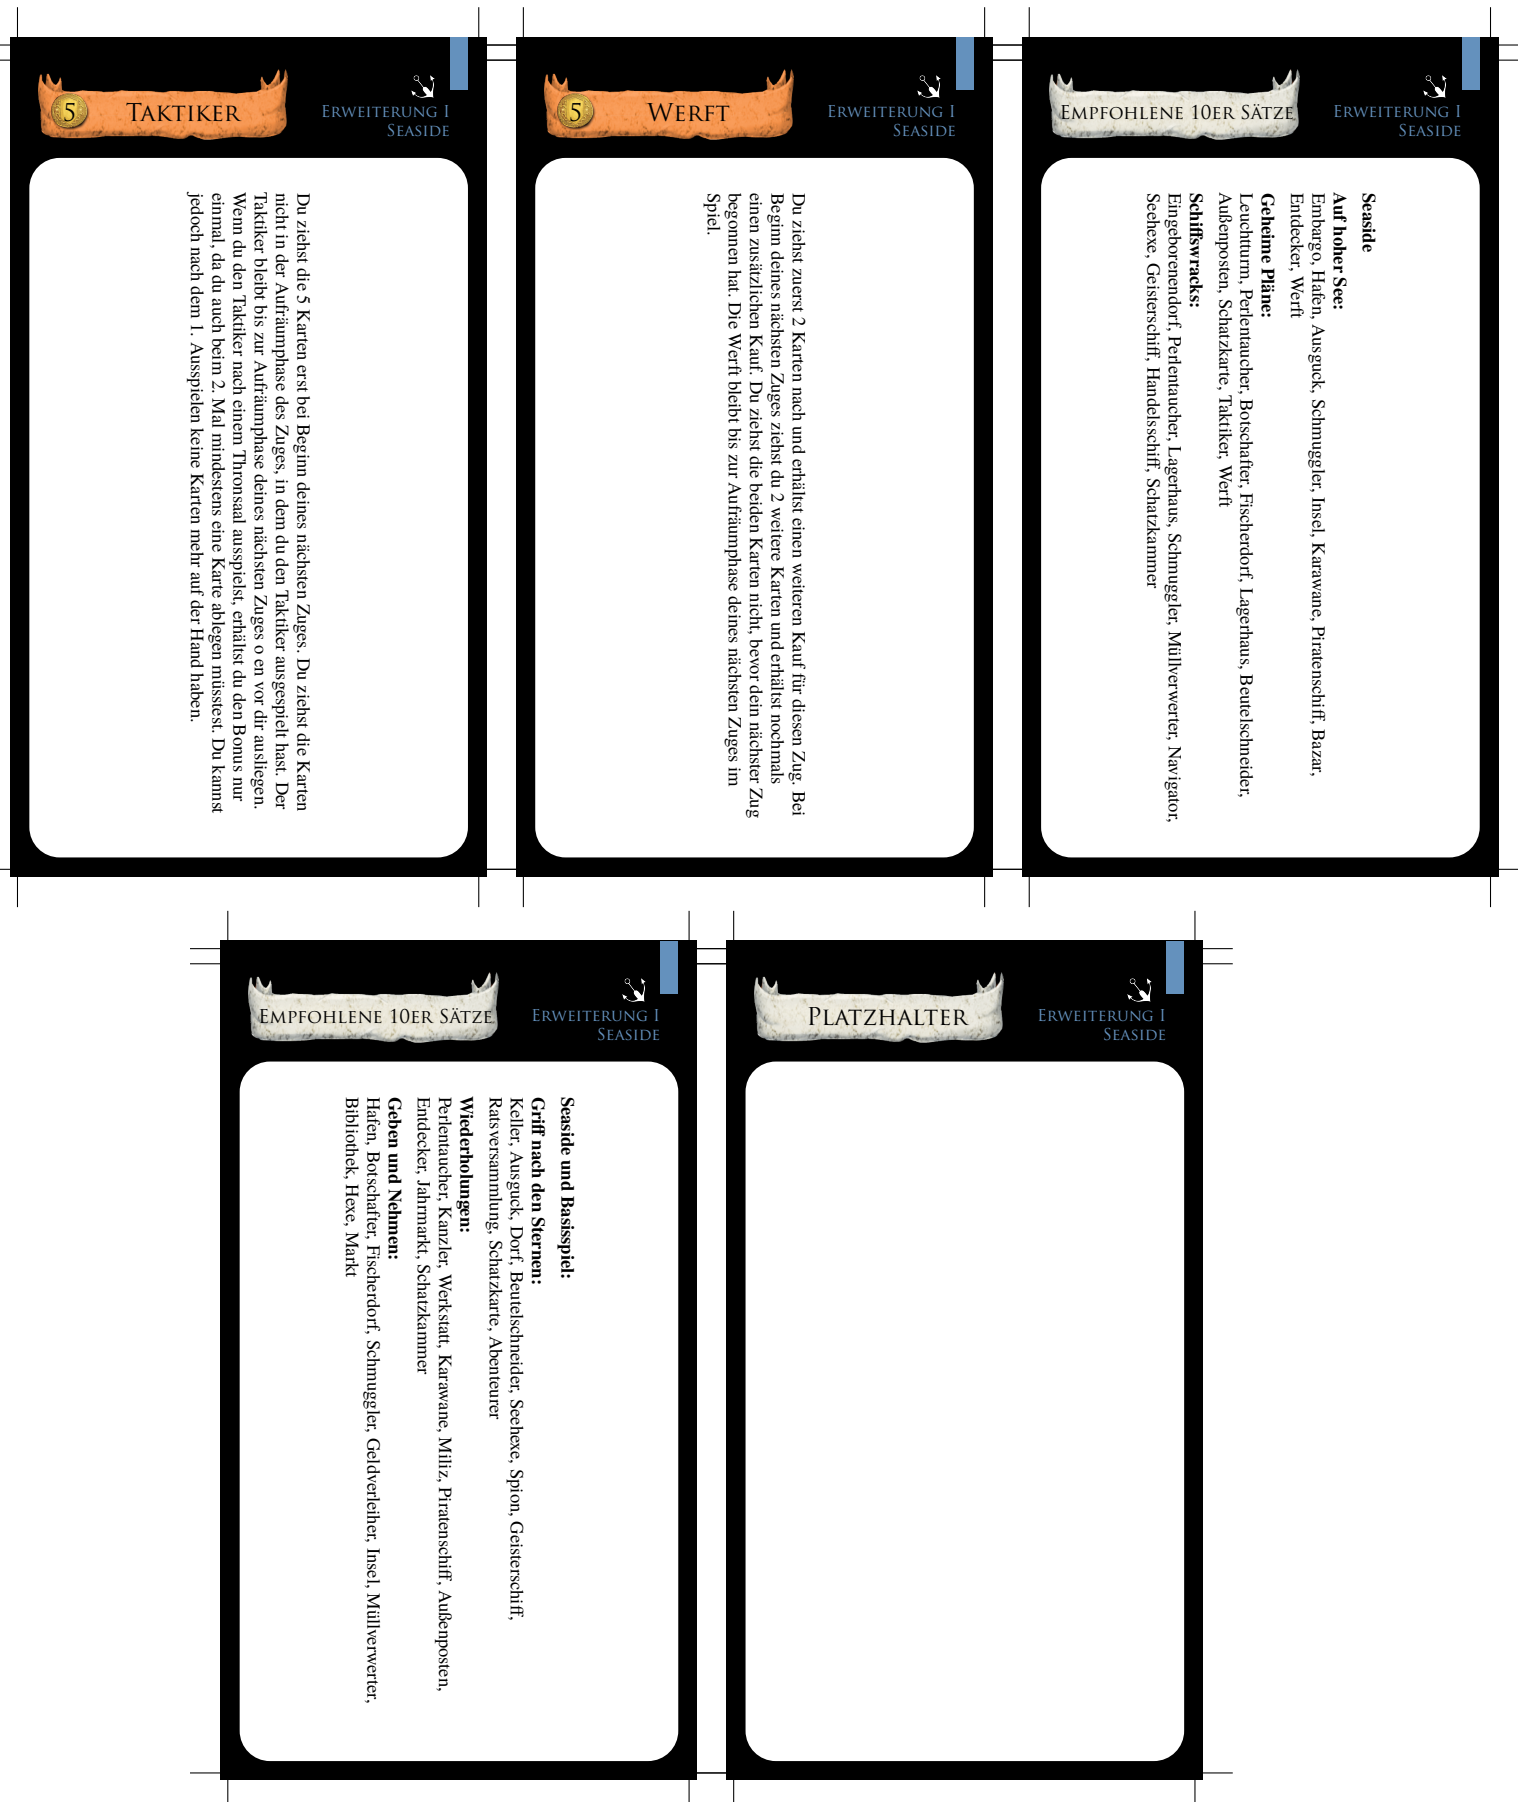 5
TAKTIKER
ERWEITERUNG I
SEASIDE
Du ziehst die 5 Karten erst bei Beginn deines nächsten Zuges. Du ziehst die Karten
nicht in der Aufräumphase des Zuges, in dem du den Taktiker ausgespielt hast. Der
Taktiker bleibt bis zur Aufräumphase deines nächsten Zuges o en vor dir ausliegen.
Wenn du den Taktiker nach einem Thronsaal ausspielst, erhältst du den Bonus nur
einmal, da du auch beim 2. Mal mindestens eine Karte ablegen müsstest. Du kannst
jedoch nach dem 1. Ausspielen keine Karten mehr auf der Hand haben.
5
WERFT
ERWEITERUNG I
SEASIDE
Du ziehst zuerst 2 Karten nach und erhältst einen weiteren Kauf für diesen Zug. Bei
Beginn deines nächsten Zuges ziehst du 2 weitere Karten und erhältst nochmals
einen zusätzlichen Kauf. Du ziehst die beiden Karten nicht, bevor dein nächster Zug
begonnen hat. Die Werft bleibt bis zur Aufräumphase deines nächsten Zuges im
Spiel.
EMPFOHLENE 10ER SÄTZE
ERWEITERUNG I
SEASIDE
Seaside
Auf hoher See:
Embargo, Hafen, Ausguck, Schmuggler, Insel, Karawane, Piratenschiff, Bazar,
Entdecker, Werft
Geheime Pläne:
Leuchtturm, Perlentaucher, Botschafter, Fischerdorf, Lagerhaus, Beutelschneider,
Außenposten, Schatzkarte, Taktiker, Werft
Schiffswracks:
Eingeborenendorf, Perlentaucher, Lagerhaus, Schmuggler, Müllverwerter, Navigator,
Seehexe, Geisterschiff, Handelsschiff, Schatzkammer
EMPFOHLENE 10ER SÄTZE
ERWEITERUNG I
SEASIDE
Seaside und Basisspiel:
Griff nach den Sternen:
Keller, Ausguck, Dorf, Beutelschneider, Seehexe, Spion, Geisterschiff,
Ratsversammlung, Schatzkarte, Abenteurer
Wiederholungen:
Perlentaucher, Kanzler, Werkstatt, Karawane, Miliz, Piratenschiff, Außenposten,
Entdecker, Jahrmarkt, Schatzkammer
Geben und Nehmen:
Hafen, Botschafter, Fischerdorf, Schmuggler, Geldverleiher, Insel, Müllverwerter,
Bibliothek, Hexe, Markt
PLATZHALTER
ERWEITERUNG I
SEASIDE